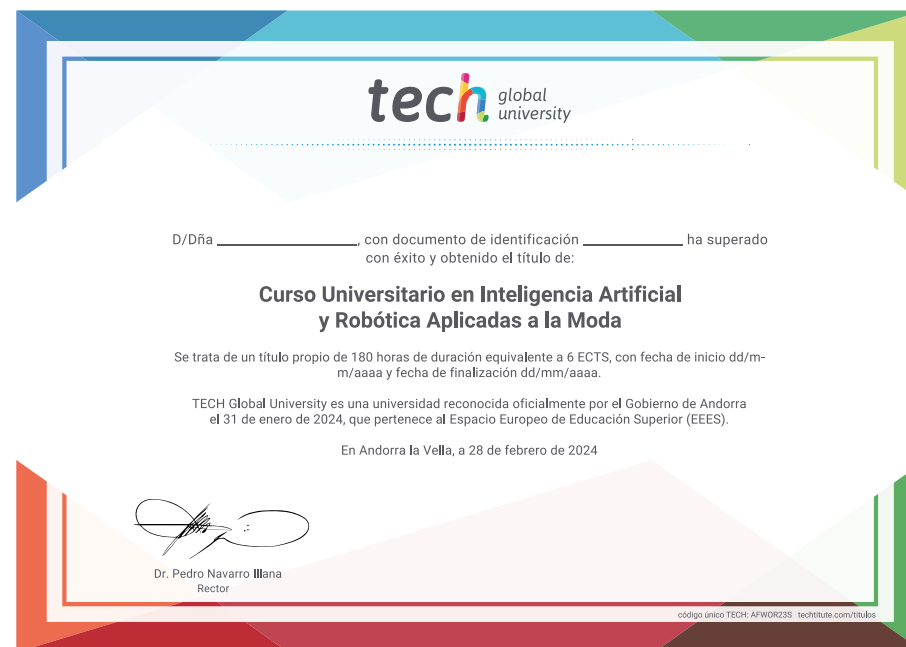 tech global university
D/Dña ____________________, con documento de identificación ______________ ha superado
con éxito y obtenido el título de:
Curso Universitario en Inteligencia Artificial
y Robótica Aplicadas a la Moda
Se trata de un título propio de 180 horas de duración equivalente a 6 ECTS, con fecha de inicio dd/m-
m/aaaa y fecha de finalización dd/mm/aaaa.
TECH Global University es una universidad reconocida oficialmente por el Gobierno de Andorra
el 31 de enero de 2024, que pertenece al Espacio Europeo de Educación Superior (EEES).
En Andorra la Vella, a 28 de febrero de 2024
Dr. Pedro Navarro Illana
Rector
código único TECH: AFWOR23S techtitute.com/titulos